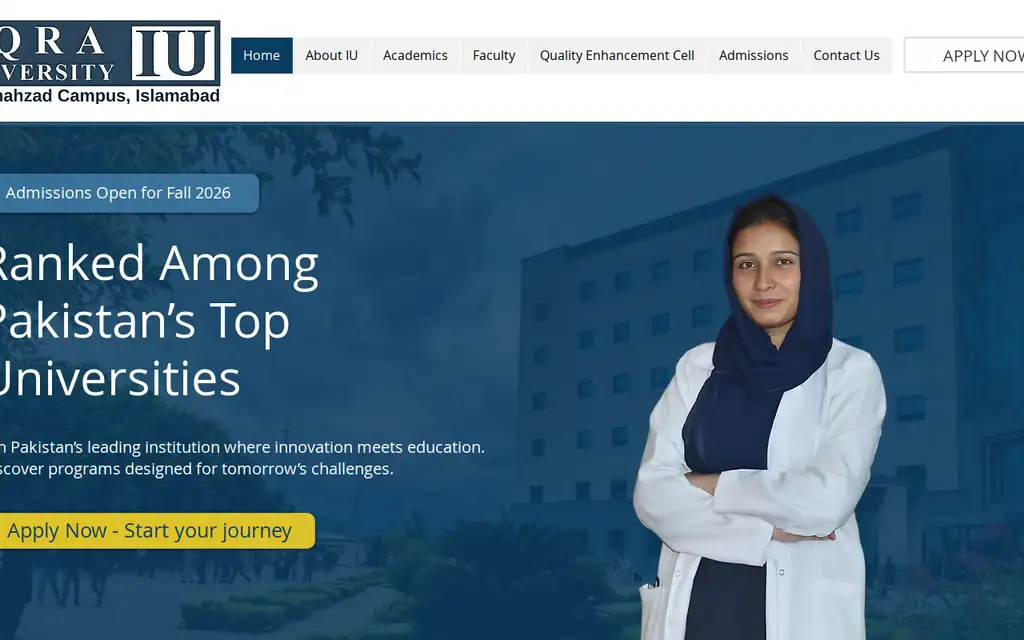 QRA
VERSITY
IU
hahzad Campus, Islamabad
Home
About IU
Academics
Faculty
Quality Enhancement Cell
Admissions
Contact Us
APPLY NOW
Admissions Open for Fall 2026
Ranked Among
Pakistan’s Top
Universities
n Pakistan’s leading institution where innovation meets education.
scover programs designed for tomorrow’s challenges.
Apply Now - Start your journey